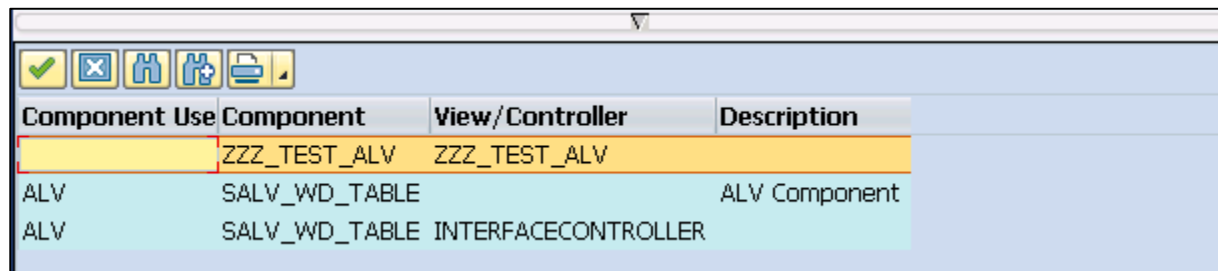 Component Use Component View/Controller Description
ZZZ_TEST_ALV ZZZ_TEST_ALV
ALV SALV_WD_TABLE ALV Component
ALV SALV_WD_TABLE INTERFACECONTROLLER